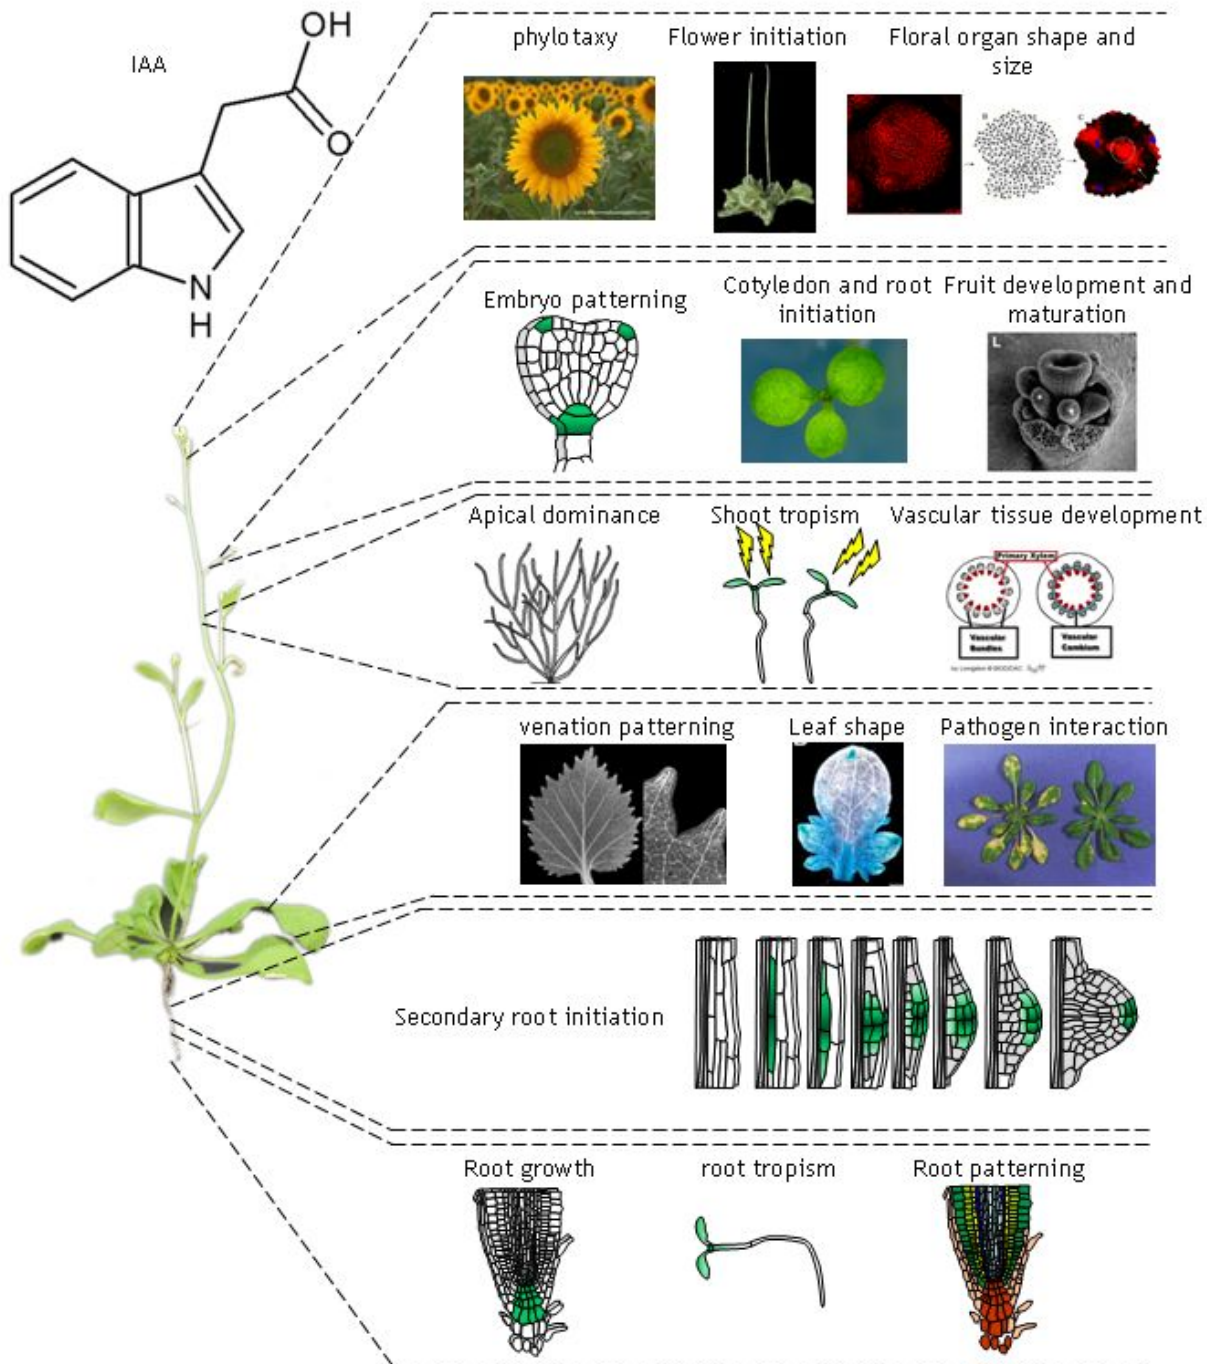 OH
IAA
O
N
H
phylotaxy
Flower initiation
Floral organ shape and
size
B
C
Embryo patterning
Cotyledon and root
initiation
Fruit development and
maturation
L
Apical dominance
Shoot tropism
Vascular tissue development
Primary Xylem
Vascular
Bundles
Vascular
Cambium
venation patterning
Leaf shape
Pathogen interaction
Secondary root initiation
Root growth
root tropism
Root patterning